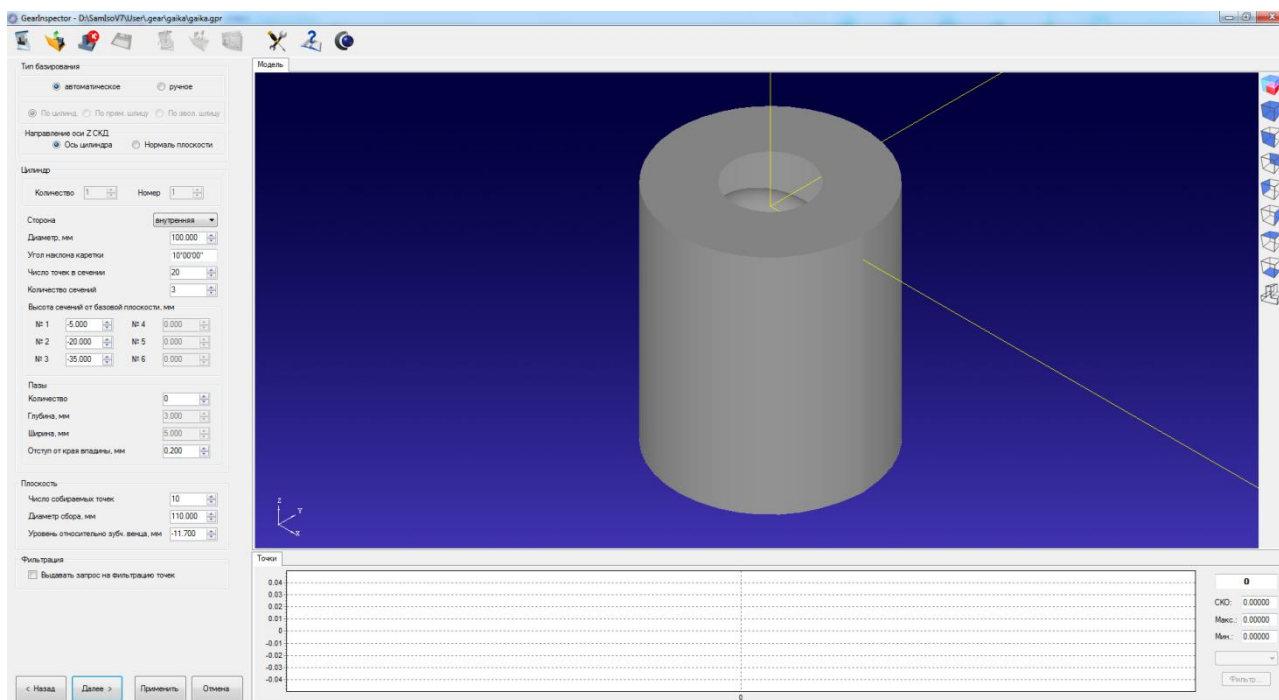 GearInspector - D:\SamIsoV7\User\.gear\gaika\gaika.gpr
Тип базирования
автоматическое ручное
По цилинд. По прям. шлицу По эвол. шлицу
Направление оси Z СКД
Ось цилиндра Нормаль плоскости
Цилиндр
Количество 1 Номер 1
Сторона внутренняя
Диаметр, мм 100.000
Угол наклона каретки 10°00'00"
Число точек в сечении 20
Количество сечений 3
Высота сечений от базовой плоскости, мм
№ 1 -5.000 № 4 0.000
№ 2 -20.000 № 5 0.000
№ 3 -35.000 № 6 0.000
Пазы
Количество 0
Глубина, мм 3.000
Ширина, мм 5.000
Отступ от края впадины, мм 0.200
Плоскость
Число собираемых точек 10
Диаметр сбора, мм 110.000
Уровень относительно зубч. венца, мм -11.700
Фильтрация
Выдавать запрос на фильтрацию точек
< Назад Далее > Применить Отмена
Модель
Z
Y
X
Точки
0.04
0.03
0.02
0.01
0
-0.01
-0.02
-0.03
-0.04
0
0
СКО: 0.00000
Макс.: 0.00000
Мин.: 0.00000
Фильтр...